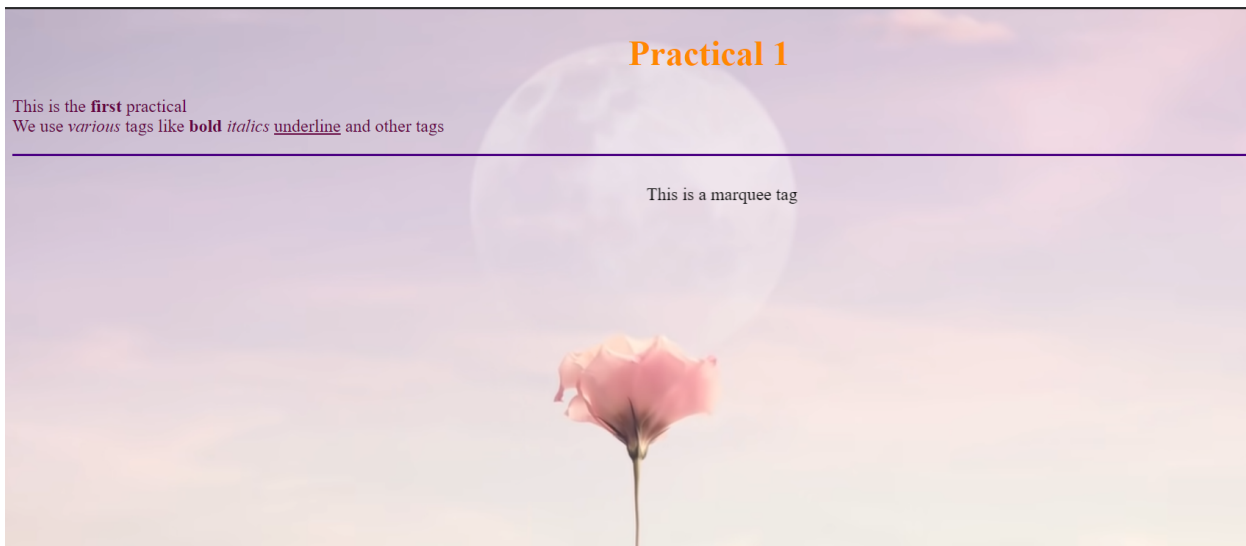 Practical 1
This is the first practical
We use various tags like bold italics underline and other tags
This is a marquee tag